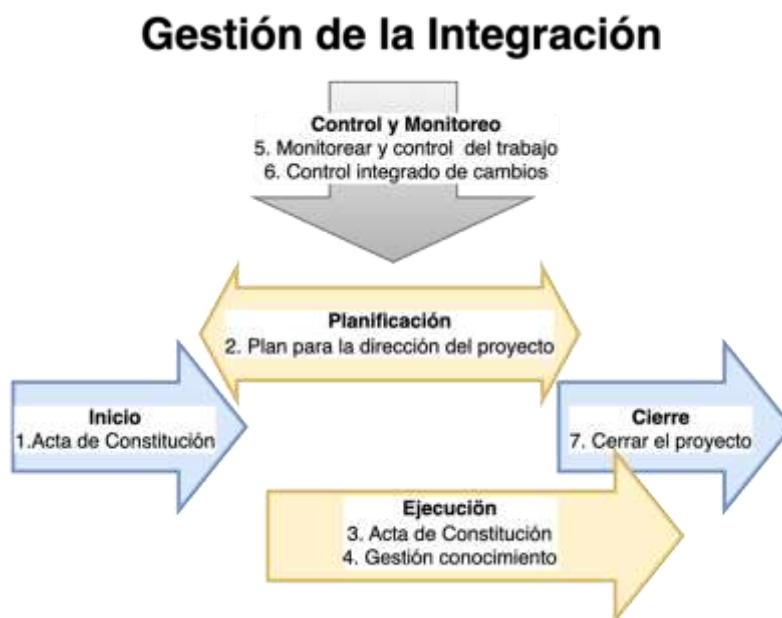 Gestión de la Integración
Control y Monitoreo
5. Monitorear y control del trabajo
6. Control integrado de cambios
Planificación
2. Plan para la dirección del proyecto
Inicio
1.Acta de Constitución
Cierre
7. Cerrar el proyecto
Ejecuciön
3. Acta de Constitución
4. Gestión conocimiento